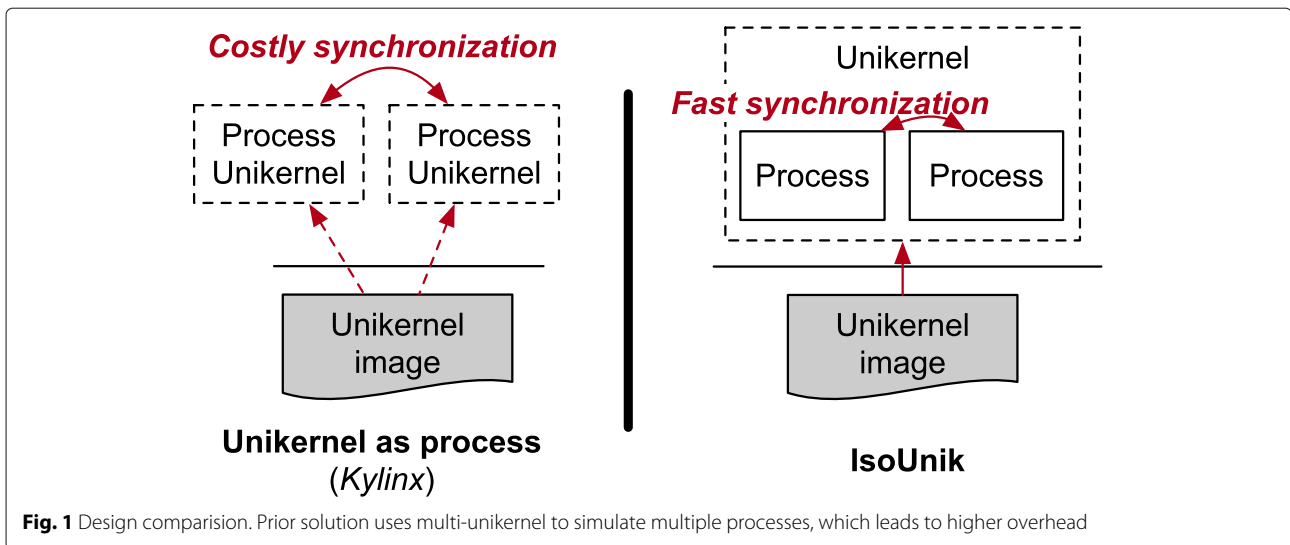 Costly synchronization
Process
Unikernel
Process
Unikernel
Unikernel
image
Unikernel as process
(Kylinx)
Unikernel
Fast synchronization
Process
Process
Unikernel
image
IsoUnik
Fig. 1 Design comparision. Prior solution uses multi-unikernel to simulate multiple processes, which leads to higher overhead